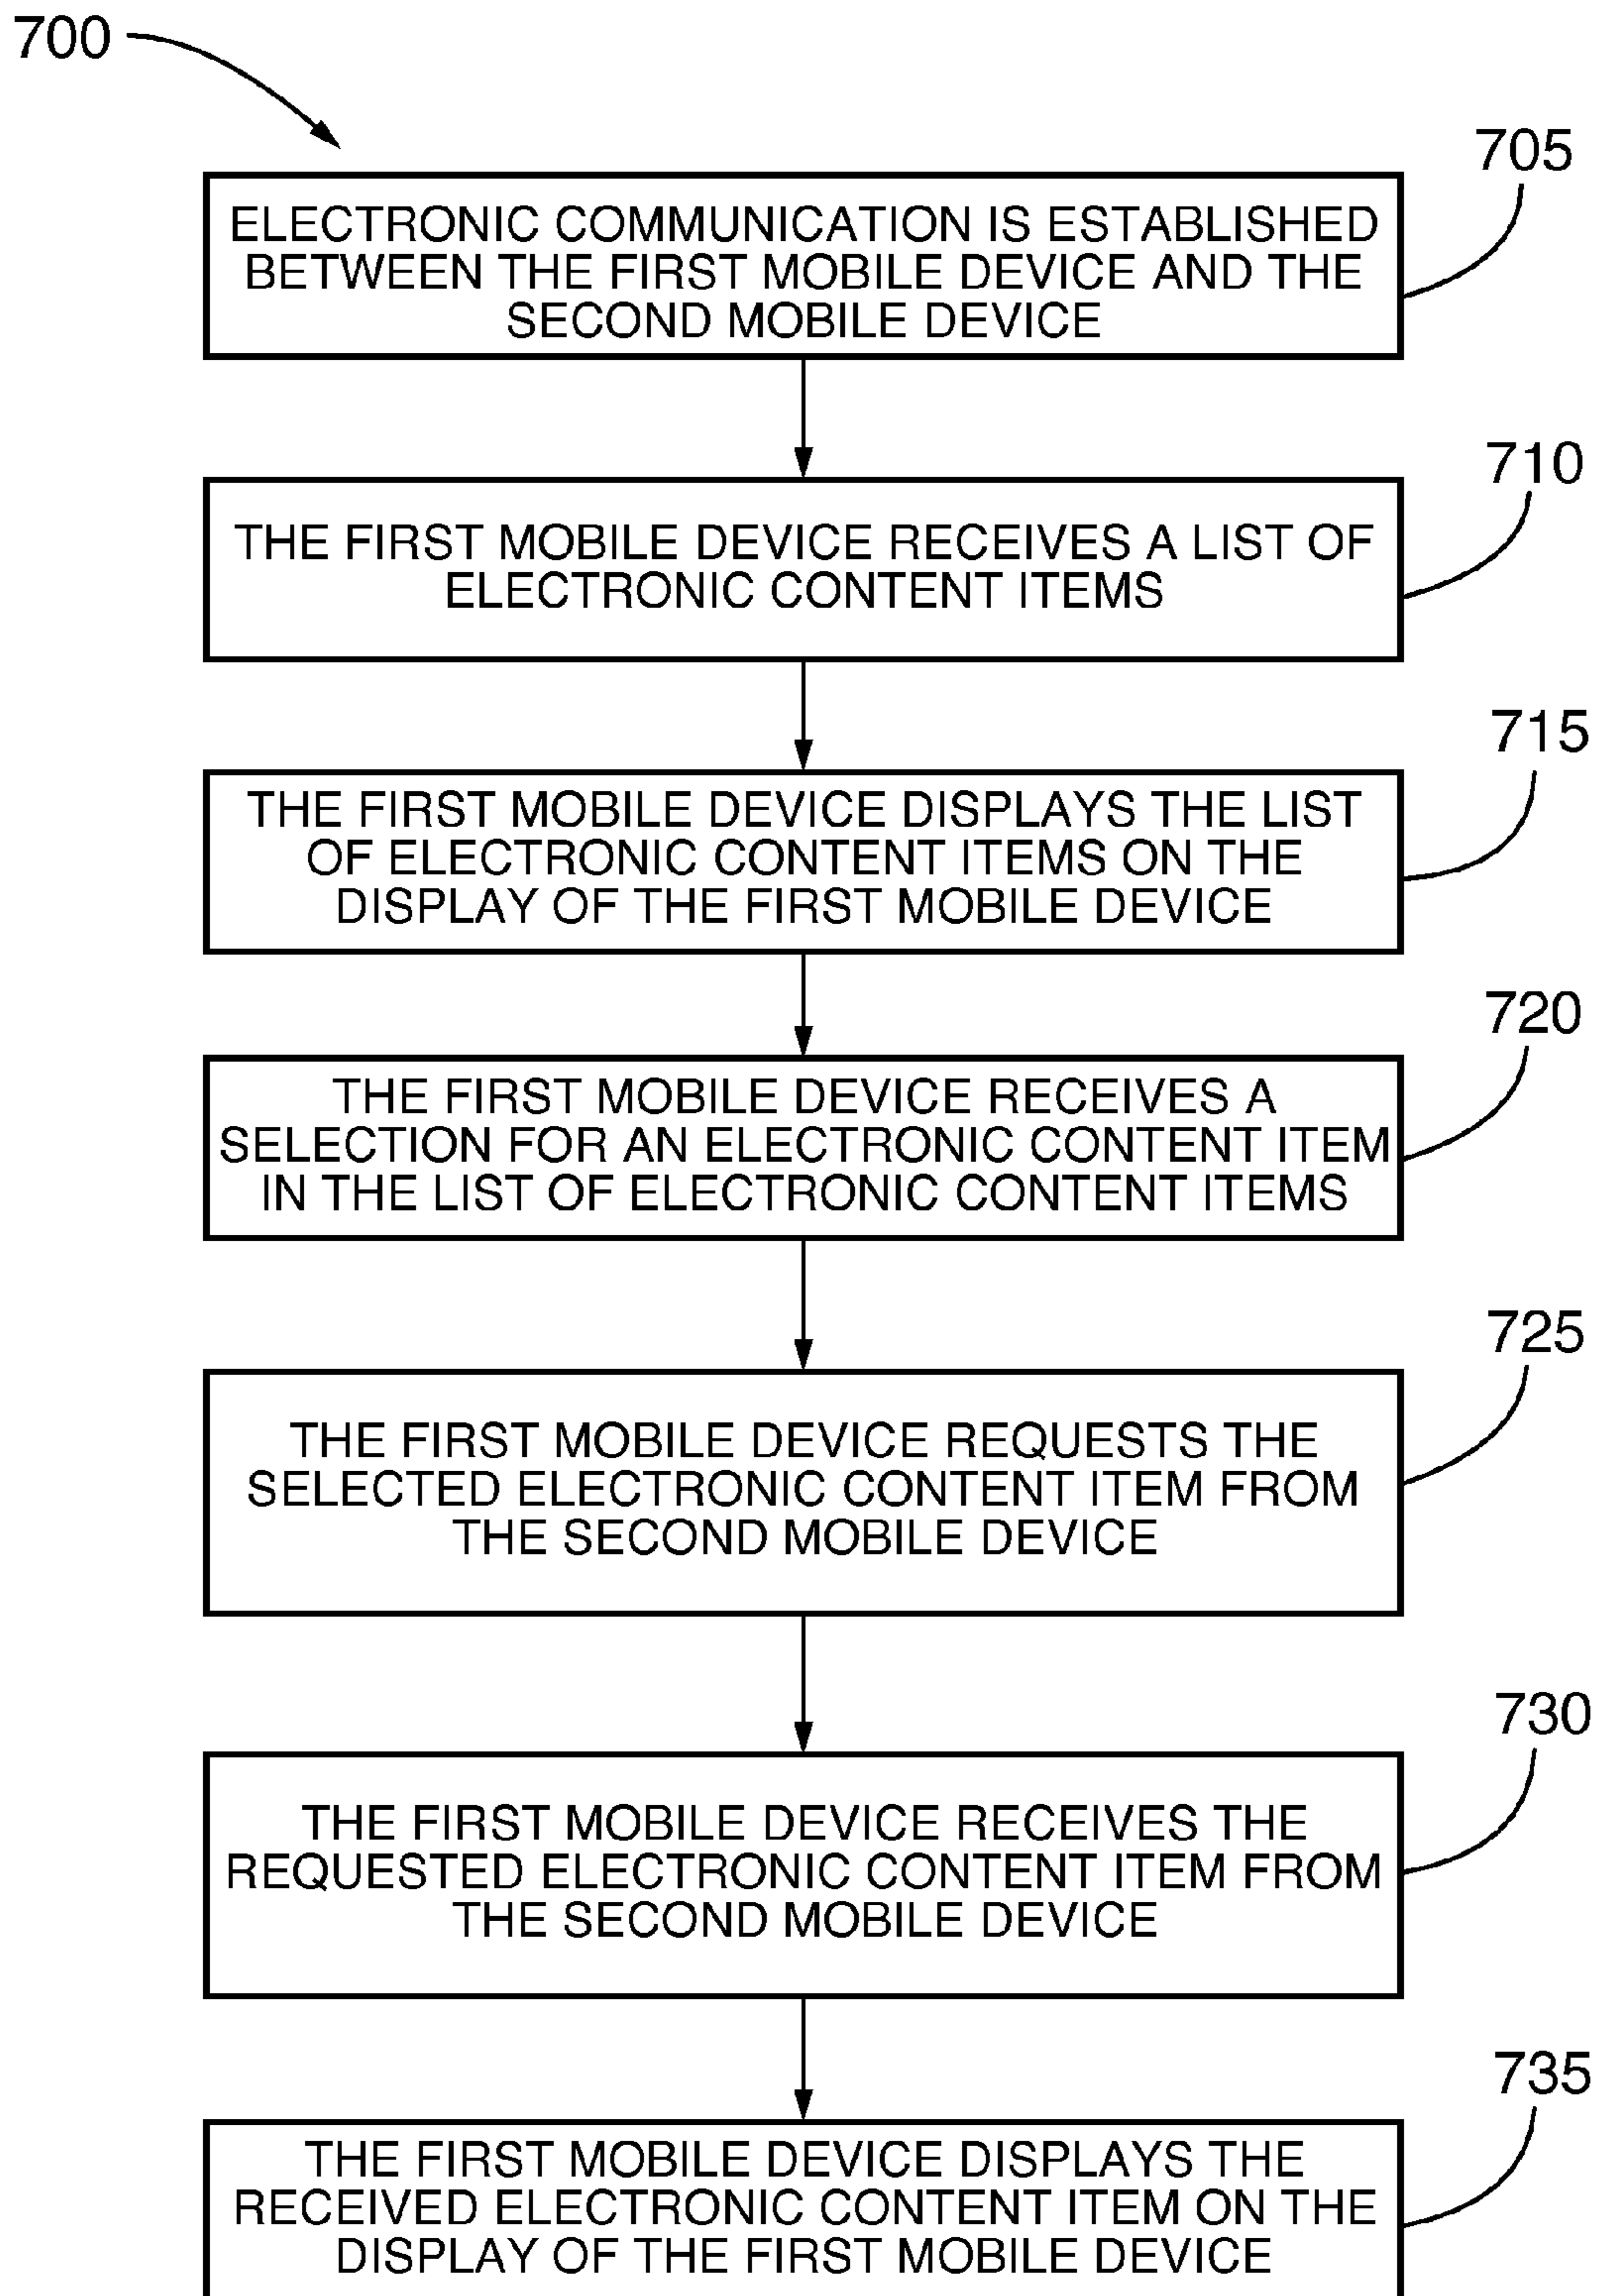 700
705
ELECTRONIC COMMUNICATION IS ESTABLISHED
BETWEEN THE FIRST MOBILE DEVICE AND THE
SECOND MOBILE DEVICE
710
THE FIRST MOBILE DEVICE RECEIVES A LIST OF
ELECTRONIC CONTENT ITEMS
715
THE FIRST MOBILE DEVICE DISPLAYS THE LIST
OF ELECTRONIC CONTENT ITEMS ON THE
DISPLAY OF THE FIRST MOBILE DEVICE
720
THE FIRST MOBILE DEVICE RECEIVES A
SELECTION FOR AN ELECTRONIC CONTENT ITEM
IN THE LIST OF ELECTRONIC CONTENT ITEMS
725
THE FIRST MOBILE DEVICE REQUESTS THE
SELECTED ELECTRONIC CONTENT ITEM FROM
THE SECOND MOBILE DEVICE
730
THE FIRST MOBILE DEVICE RECEIVES THE
REQUESTED ELECTRONIC CONTENT ITEM FROM
THE SECOND MOBILE DEVICE
735
THE FIRST MOBILE DEVICE DISPLAYS THE
RECEIVED ELECTRONIC CONTENT ITEM ON THE
DISPLAY OF THE FIRST MOBILE DEVICE